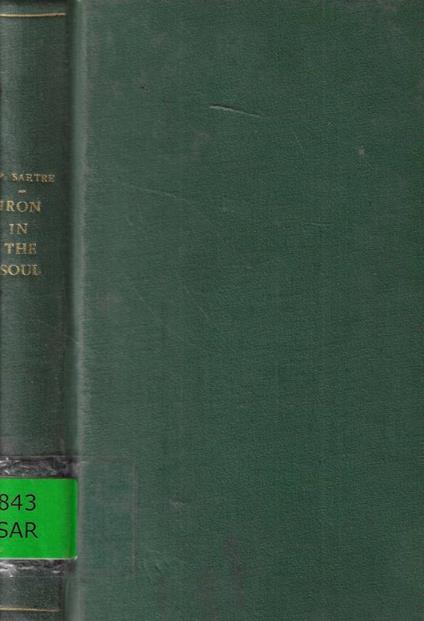 P. SARTRE
IRON
IN
THE
SOUL
843
SAR